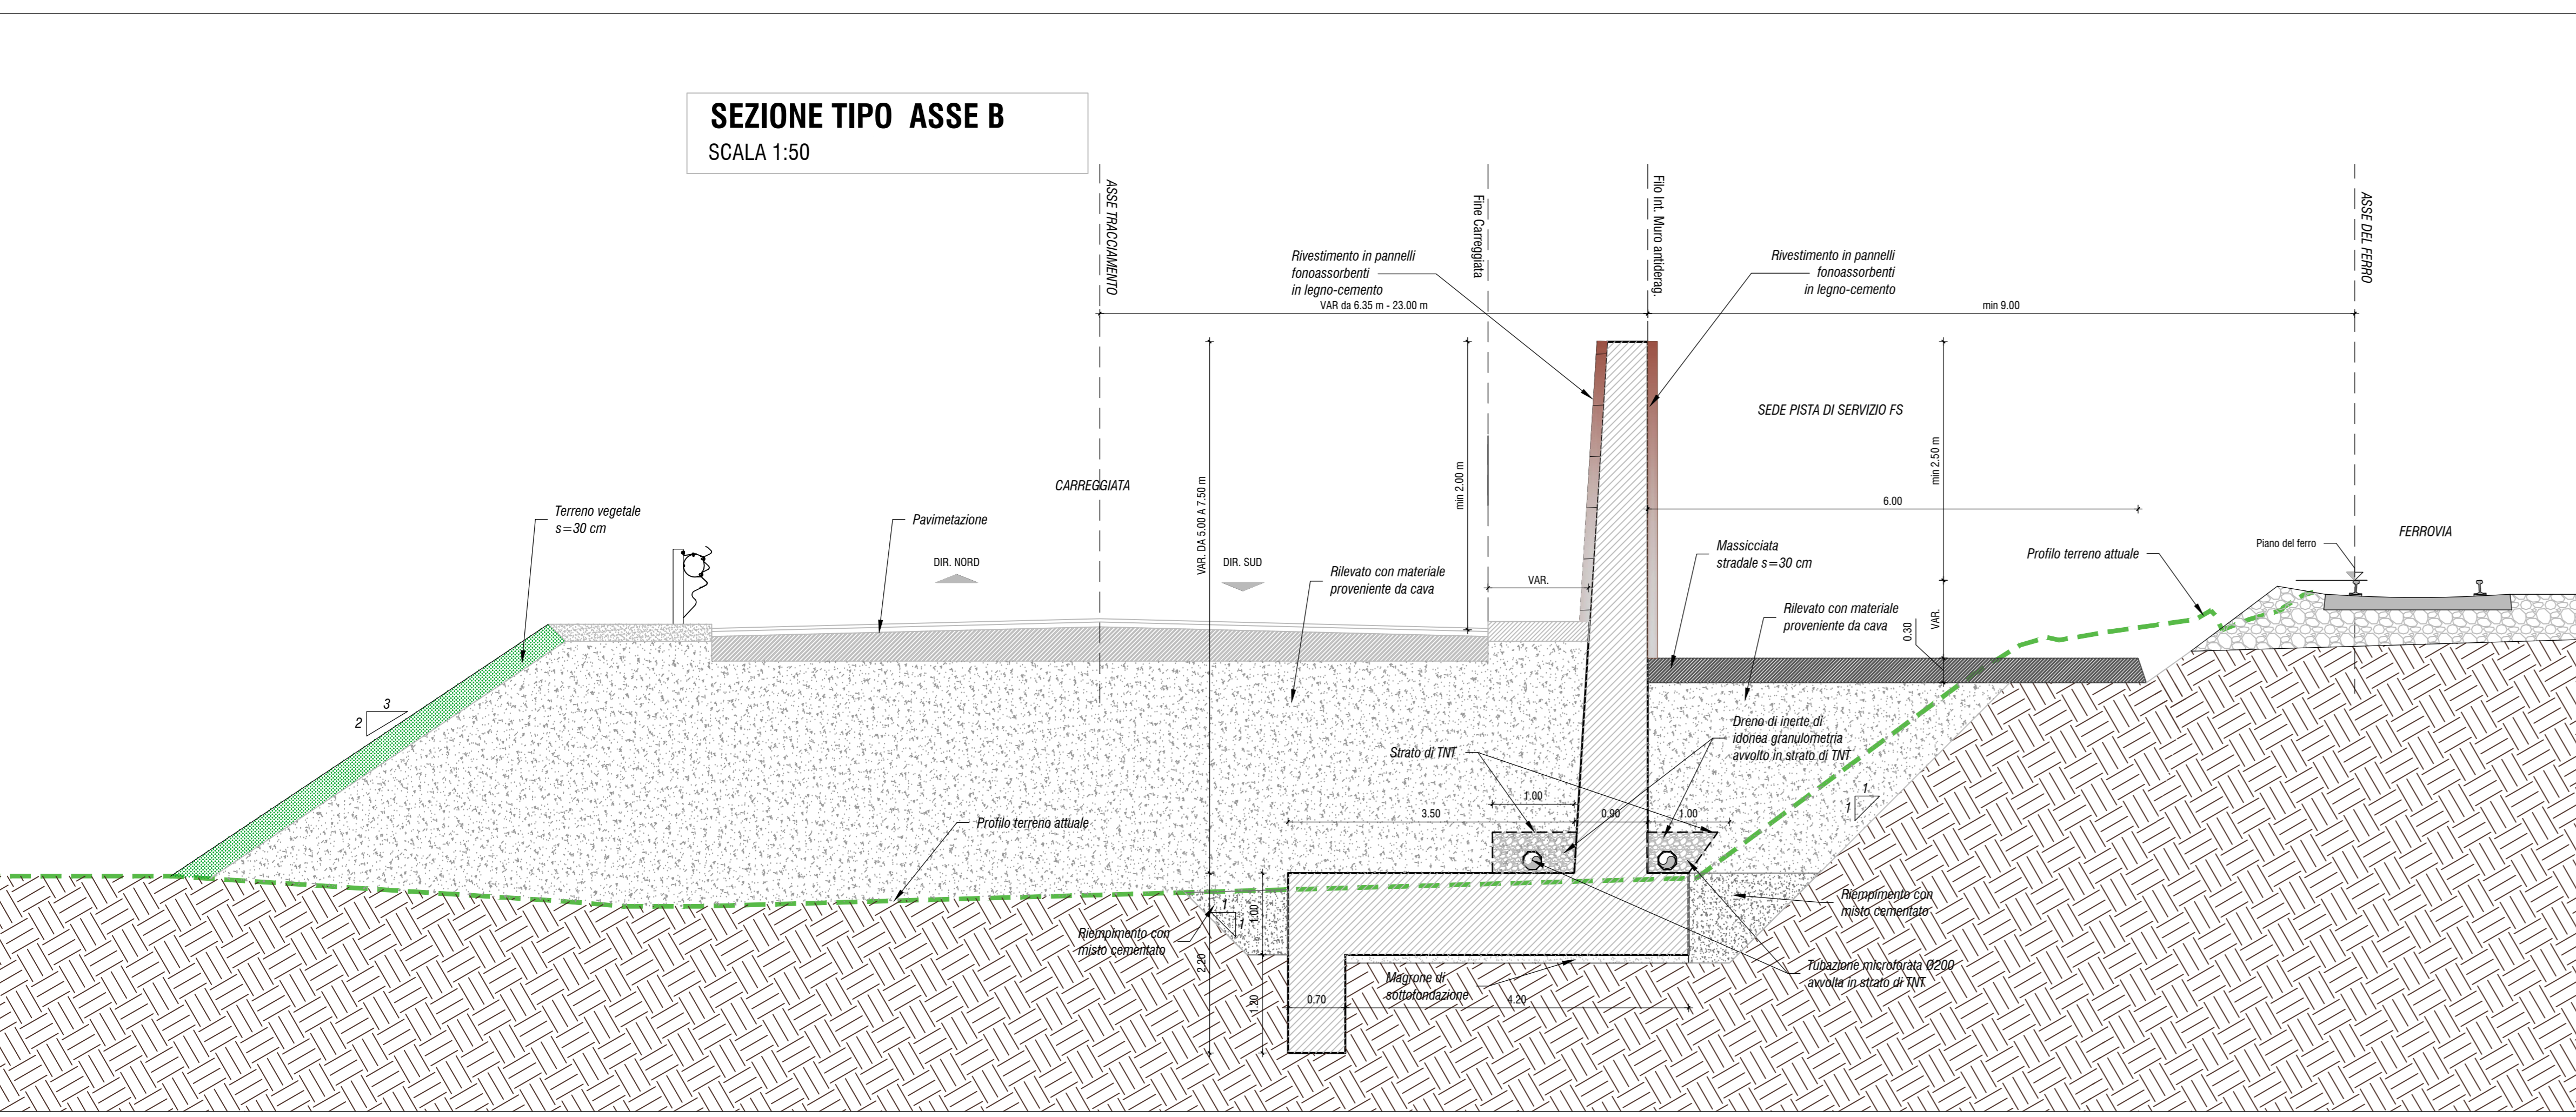 SEZIONE TIPO  ASSE B
SCALA 1:50
ASSE TRACCIAMENTO
Fine Carreggiata
Filo Int. Muro antiderag.
ASSE DEL FERRO
Rivestimento in pannelli
fonoassorbenti
in legno-cemento
Rivestimento in pannelli
fonoassorbenti
in legno-cemento
VAR da 6.35 m - 23.00 m
min 9.00
SEDE PISTA DI SERVIZIO FS
CARREGGIATA
VAR. DA 5.00 A 7.50 m
min 2.00 m
min 2.50 m
6.00
Terreno vegetale
s=30 cm
Pavimetazione
DIR. NORD
DIR. SUD
Rilevato con materiale
proveniente da cava
VAR.
Massicciata
stradale s=30 cm
Profilo terreno attuale
Piano del ferro
FERROVIA
Rilevato con materiale
proveniente da cava
0.30
VAR.
3
2
Strato di TNT
Dreno di inerte di
idonea granulometria
avvolto in strato di TNT
1.00
3.50
0.90
1.00
1
1
Profilo terreno attuale
Riempimento con
misto cementato
1
1
1.00
2.20
1.20
Riempimento con
misto cementato
Magrone di
sottofondazione
0.70
4.20
Tubazione microforata Ø200
avvolta in strato di TNT